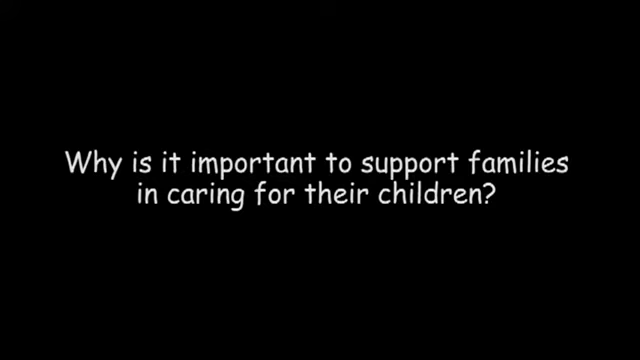 Why is it important to support families
in caring for their children?